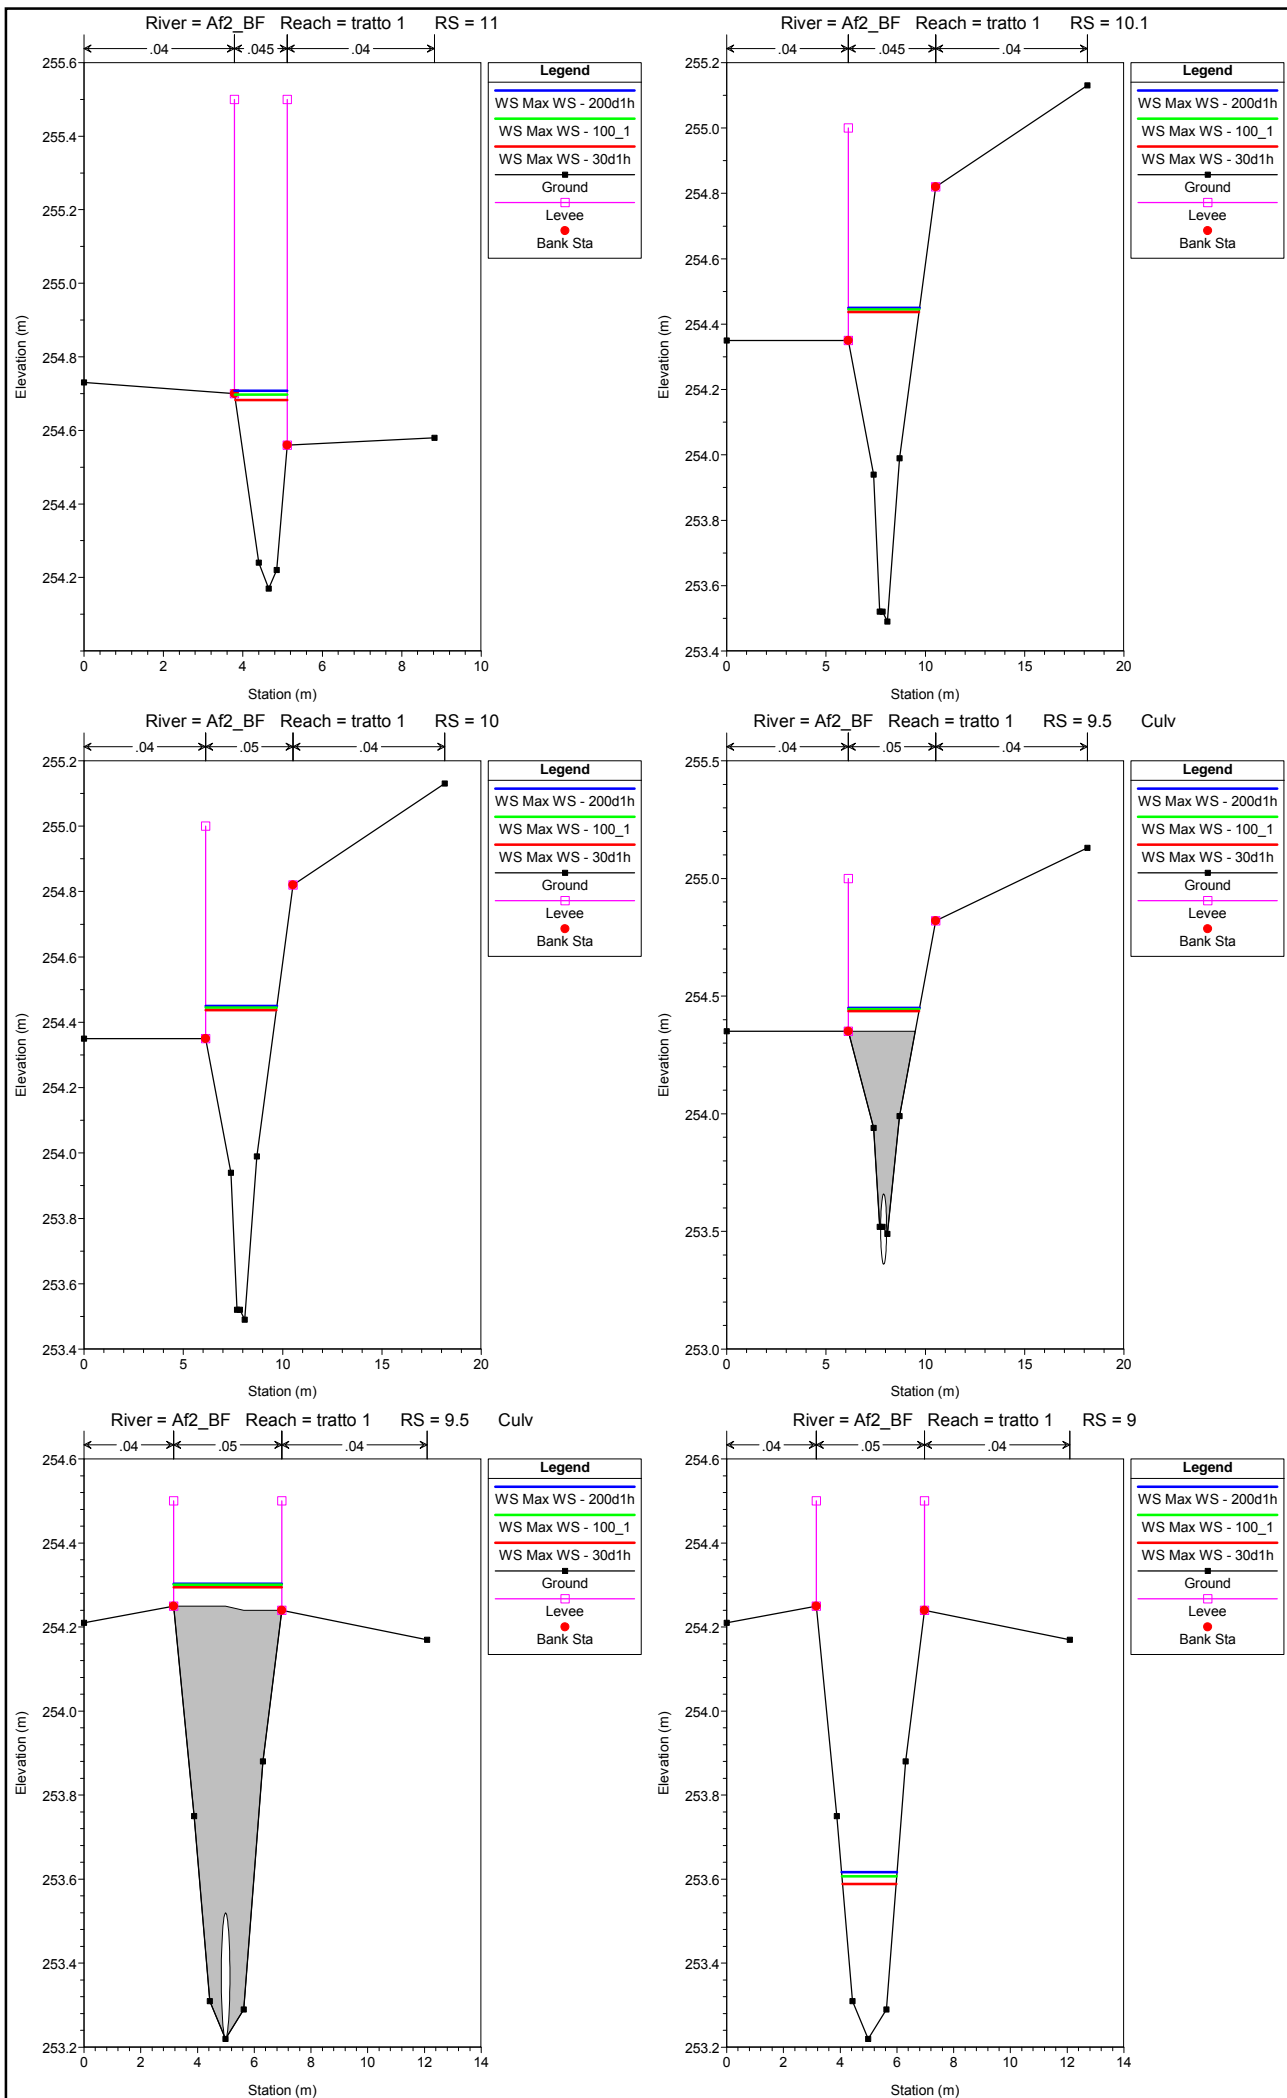 River = Af2_BF Reach = tratto 1 RS = 11
.04 .045 .04
255.6
255.4
255.2
255.0
254.8
254.6
254.4
254.2
Elevation (m)
0 2 4 6 8 10
Station (m)
Legend
WS Max WS - 200d1h
WS Max WS - 100_1
WS Max WS - 30d1h
Ground
Levee
Bank Sta
River = Af2_BF Reach = tratto 1 RS = 10.1
.04 .045 .04
255.2
255.0
254.8
254.6
254.4
254.2
254.0
253.8
253.6
253.4
Elevation (m)
0 5 10 15 20
Station (m)
Legend
WS Max WS - 200d1h
WS Max WS - 100_1
WS Max WS - 30d1h
Ground
Levee
Bank Sta
River = Af2_BF Reach = tratto 1 RS = 10
.04 .05 .04
255.2
255.0
254.8
254.6
254.4
254.2
254.0
253.8
253.6
253.4
Elevation (m)
0 5 10 15 20
Station (m)
Legend
WS Max WS - 200d1h
WS Max WS - 100_1
WS Max WS - 30d1h
Ground
Levee
Bank Sta
River = Af2_BF Reach = tratto 1 RS = 9.5 Culv
.04 .05 .04
255.5
255.0
254.5
254.0
253.5
253.0
Elevation (m)
0 5 10 15 20
Station (m)
Legend
WS Max WS - 200d1h
WS Max WS - 100_1
WS Max WS - 30d1h
Ground
Levee
Bank Sta
River = Af2_BF Reach = tratto 1 RS = 9.5 Culv
.04 .05 .04
254.6
254.4
254.2
254.0
253.8
253.6
253.4
253.2
Elevation (m)
0 2 4 6 8 10 12 14
Station (m)
Legend
WS Max WS - 200d1h
WS Max WS - 100_1
WS Max WS - 30d1h
Ground
Levee
Bank Sta
River = Af2_BF Reach = tratto 1 RS = 9
.04 .05 .04
254.6
254.4
254.2
254.0
253.8
253.6
253.4
253.2
Elevation (m)
0 2 4 6 8 10 12 14
Station (m)
Legend
WS Max WS - 200d1h
WS Max WS - 100_1
WS Max WS - 30d1h
Ground
Levee
Bank Sta